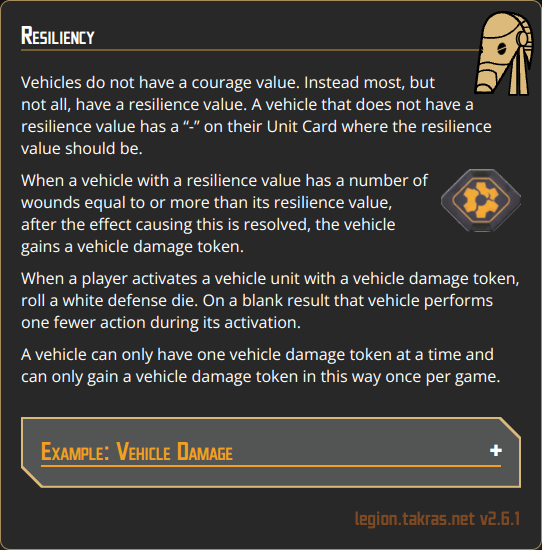 Resiliency
Vehicles do not have a courage value. Instead most, but
not all, have a resilience value. A vehicle that does not have a
resilience value has a “-” on their Unit Card where the resilience
value should be.
When a vehicle with a resilience value has a number of
wounds equal to or more than its resilience value,
after the effect causing this is resolved, the vehicle
gains a vehicle damage token.
When a player activates a vehicle unit with a vehicle damage token,
roll a white defense die. On a blank result that vehicle performs
one fewer action during its activation.
A vehicle can only have one vehicle damage token at a time and
can only gain a vehicle damage token in this way once per game.
Example: Vehicle Damage +
legion.takras.net v2.6.1